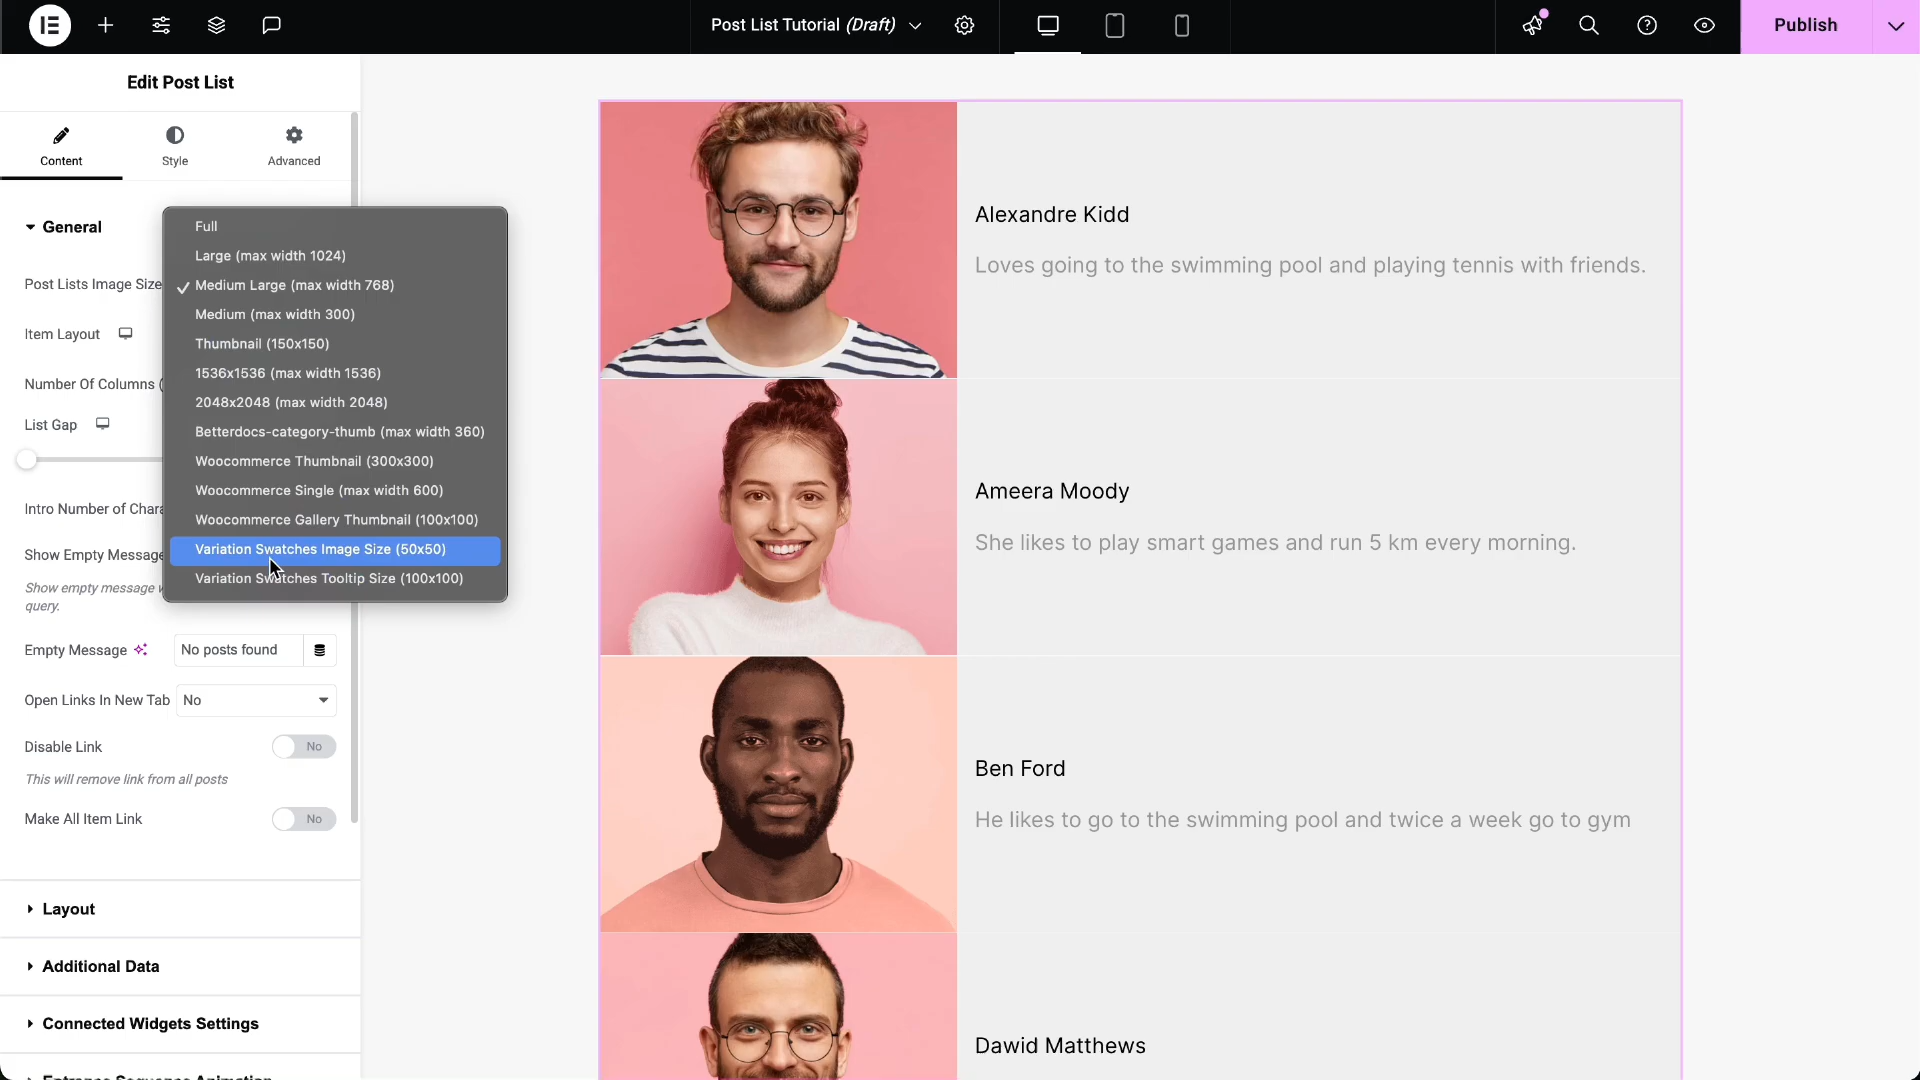 Post List Tutorial (Draft)
Publish
Edit Post List
Content
Style
Advanced
General
Post Lists Image Size
Item Layout
Number Of Columns (
List Gap
Intro Number of Chara
Show Empty Message
Show empty message w
query.
Full
Large (max width 1024)
Medium Large (max width 768)
Medium (max width 300)
Thumbnail (150x150)
1536x1536 (max width 1536)
2048x2048 (max width 2048)
Betterdocs-category-thumb (max width 360)
Woocommerce Thumbnail (300x300)
Woocommerce Single (max width 600)
Woocommerce Gallery Thumbnail (100x100)
Variation Swatches Image Size (50x50)
Variation Swatches Tooltip Size (100x100)
Empty Message
No posts found
Open Links In New Tab
No
Disable Link
No
This will remove link from all posts
Make All Item Link
No
Layout
Additional Data
Connected Widgets Settings
Entrance Sequence Animation
Alexandre Kidd
Loves going to the swimming pool and playing tennis with friends.
Ameera Moody
She likes to play smart games and run 5 km every morning.
Ben Ford
He likes to go to the swimming pool and twice a week go to gym
Dawid Matthews